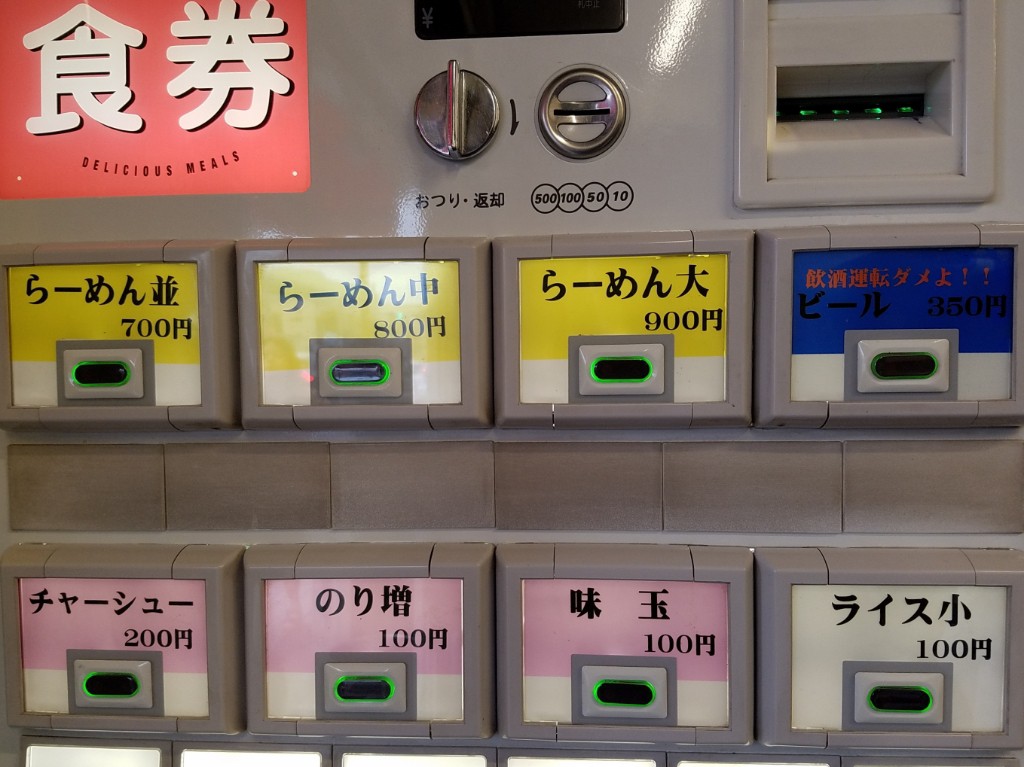 食券
DELICIOUS MEALS
¥
おつり・返却
500 100 50 10
らーめん並
700円
らーめん中
800円
らーめん大
900円
飲酒運転ダメよ！！
ビール 350円
チャーシュー
200円
のり増
100円
味 玉
100円
ライス小
100円